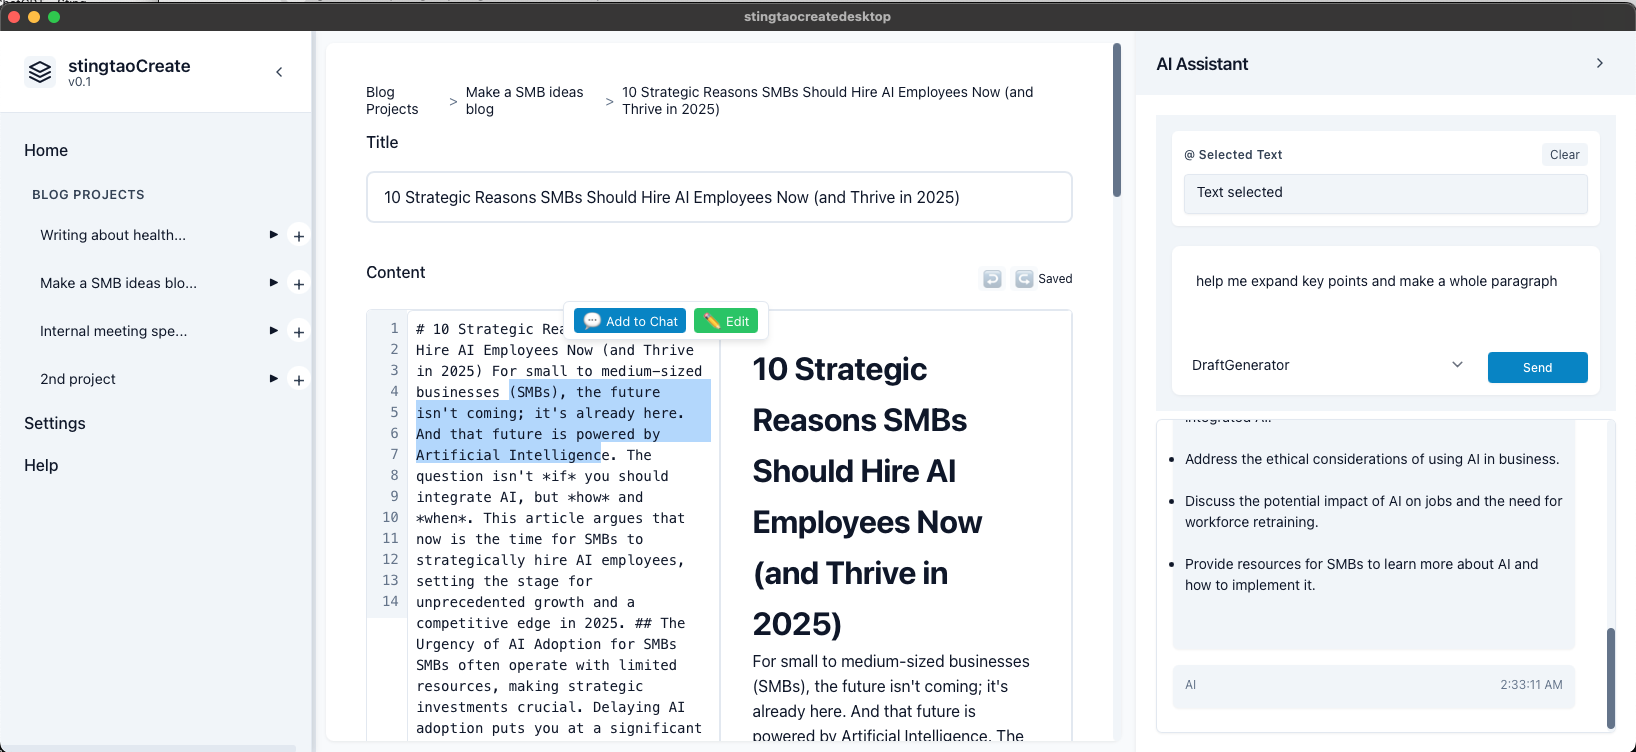 stingtaocreatedesktop
stingtaoCreate
v0.1
Home
BLOG PROJECTS
Writing about health...
Make a SMB ideas blo...
Internal meeting spe...
2nd project
Settings
Help
Blog
Projects
>
Make a SMB ideas
blog
>
10 Strategic Reasons SMBs Should Hire AI Employees Now (and
Thrive in 2025)
Title
10 Strategic Reasons SMBs Should Hire AI Employees Now (and Thrive in 2025)
Content
Saved
💬 Add to Chat
✏️ Edit
1
2
3
4
5
6
7
8
9
10
11
12
13
14
# 10 Strategic Rea
Hire AI Employees Now (and Thrive
in 2025) For small to medium-sized
businesses (SMBs), the future
isn't coming; it's already here.
And that future is powered by
Artificial Intelligence. The
question isn't *if* you should
integrate AI, but *how* and
*when*. This article argues that
now is the time for SMBs to
strategically hire AI employees,
setting the stage for
unprecedented growth and a
competitive edge in 2025. ## The
Urgency of AI Adoption for SMBs
SMBs often operate with limited
resources, making strategic
investments crucial. Delaying AI
adoption puts you at a significant
10 Strategic
Reasons SMBs
Should Hire AI
Employees Now
(and Thrive in
2025)
For small to medium-sized businesses
(SMBs), the future isn't coming; it's
already here. And that future is
powered by Artificial Intelligence. The
AI Assistant
@ Selected Text
Clear
Text selected
help me expand key points and make a whole paragraph
DraftGenerator
Send
integrated AI.
• Address the ethical considerations of using AI in business.
• Discuss the potential impact of AI on jobs and the need for
workforce retraining.
• Provide resources for SMBs to learn more about AI and
how to implement it.
AI
2:33:11 AM